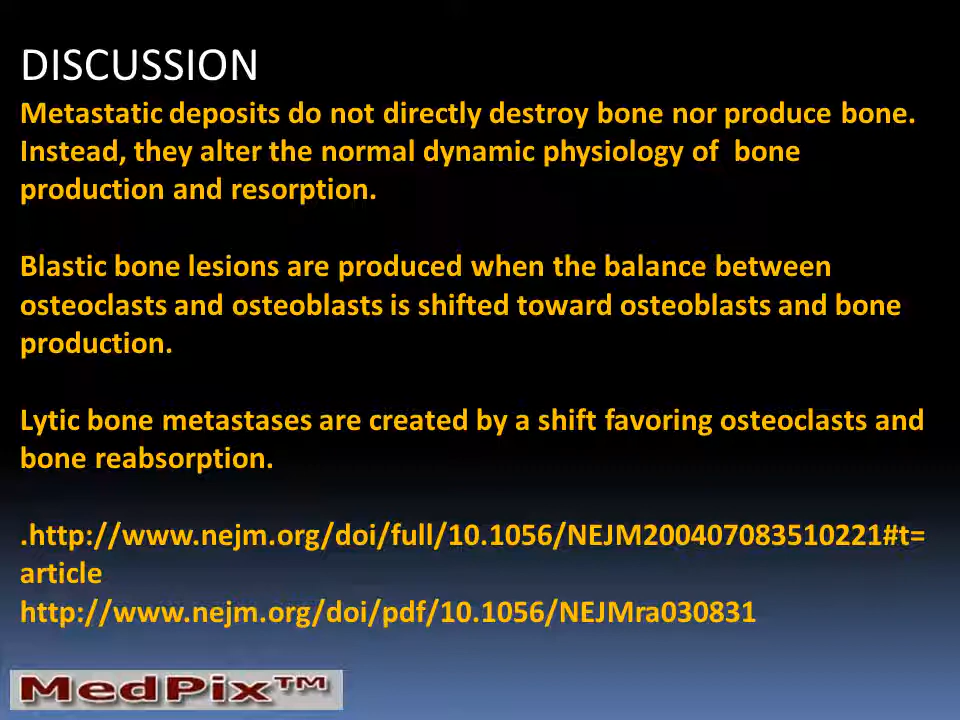 DISCUSSION
Metastatic deposits do not directly destroy bone nor produce bone.
Instead, they alter the normal dynamic physiology of  bone
production and resorption.
Blastic bone lesions are produced when the balance between
osteoclasts and osteoblasts is shifted toward osteoblasts and bone
production.
Lytic bone metastases are created by a shift favoring osteoclasts and
bone reabsorption.
.http://www.nejm.org/doi/full/10.1056/NEJM200407083510221#t=
article
http://www.nejm.org/doi/pdf/10.1056/NEJMra030831
MedPix™